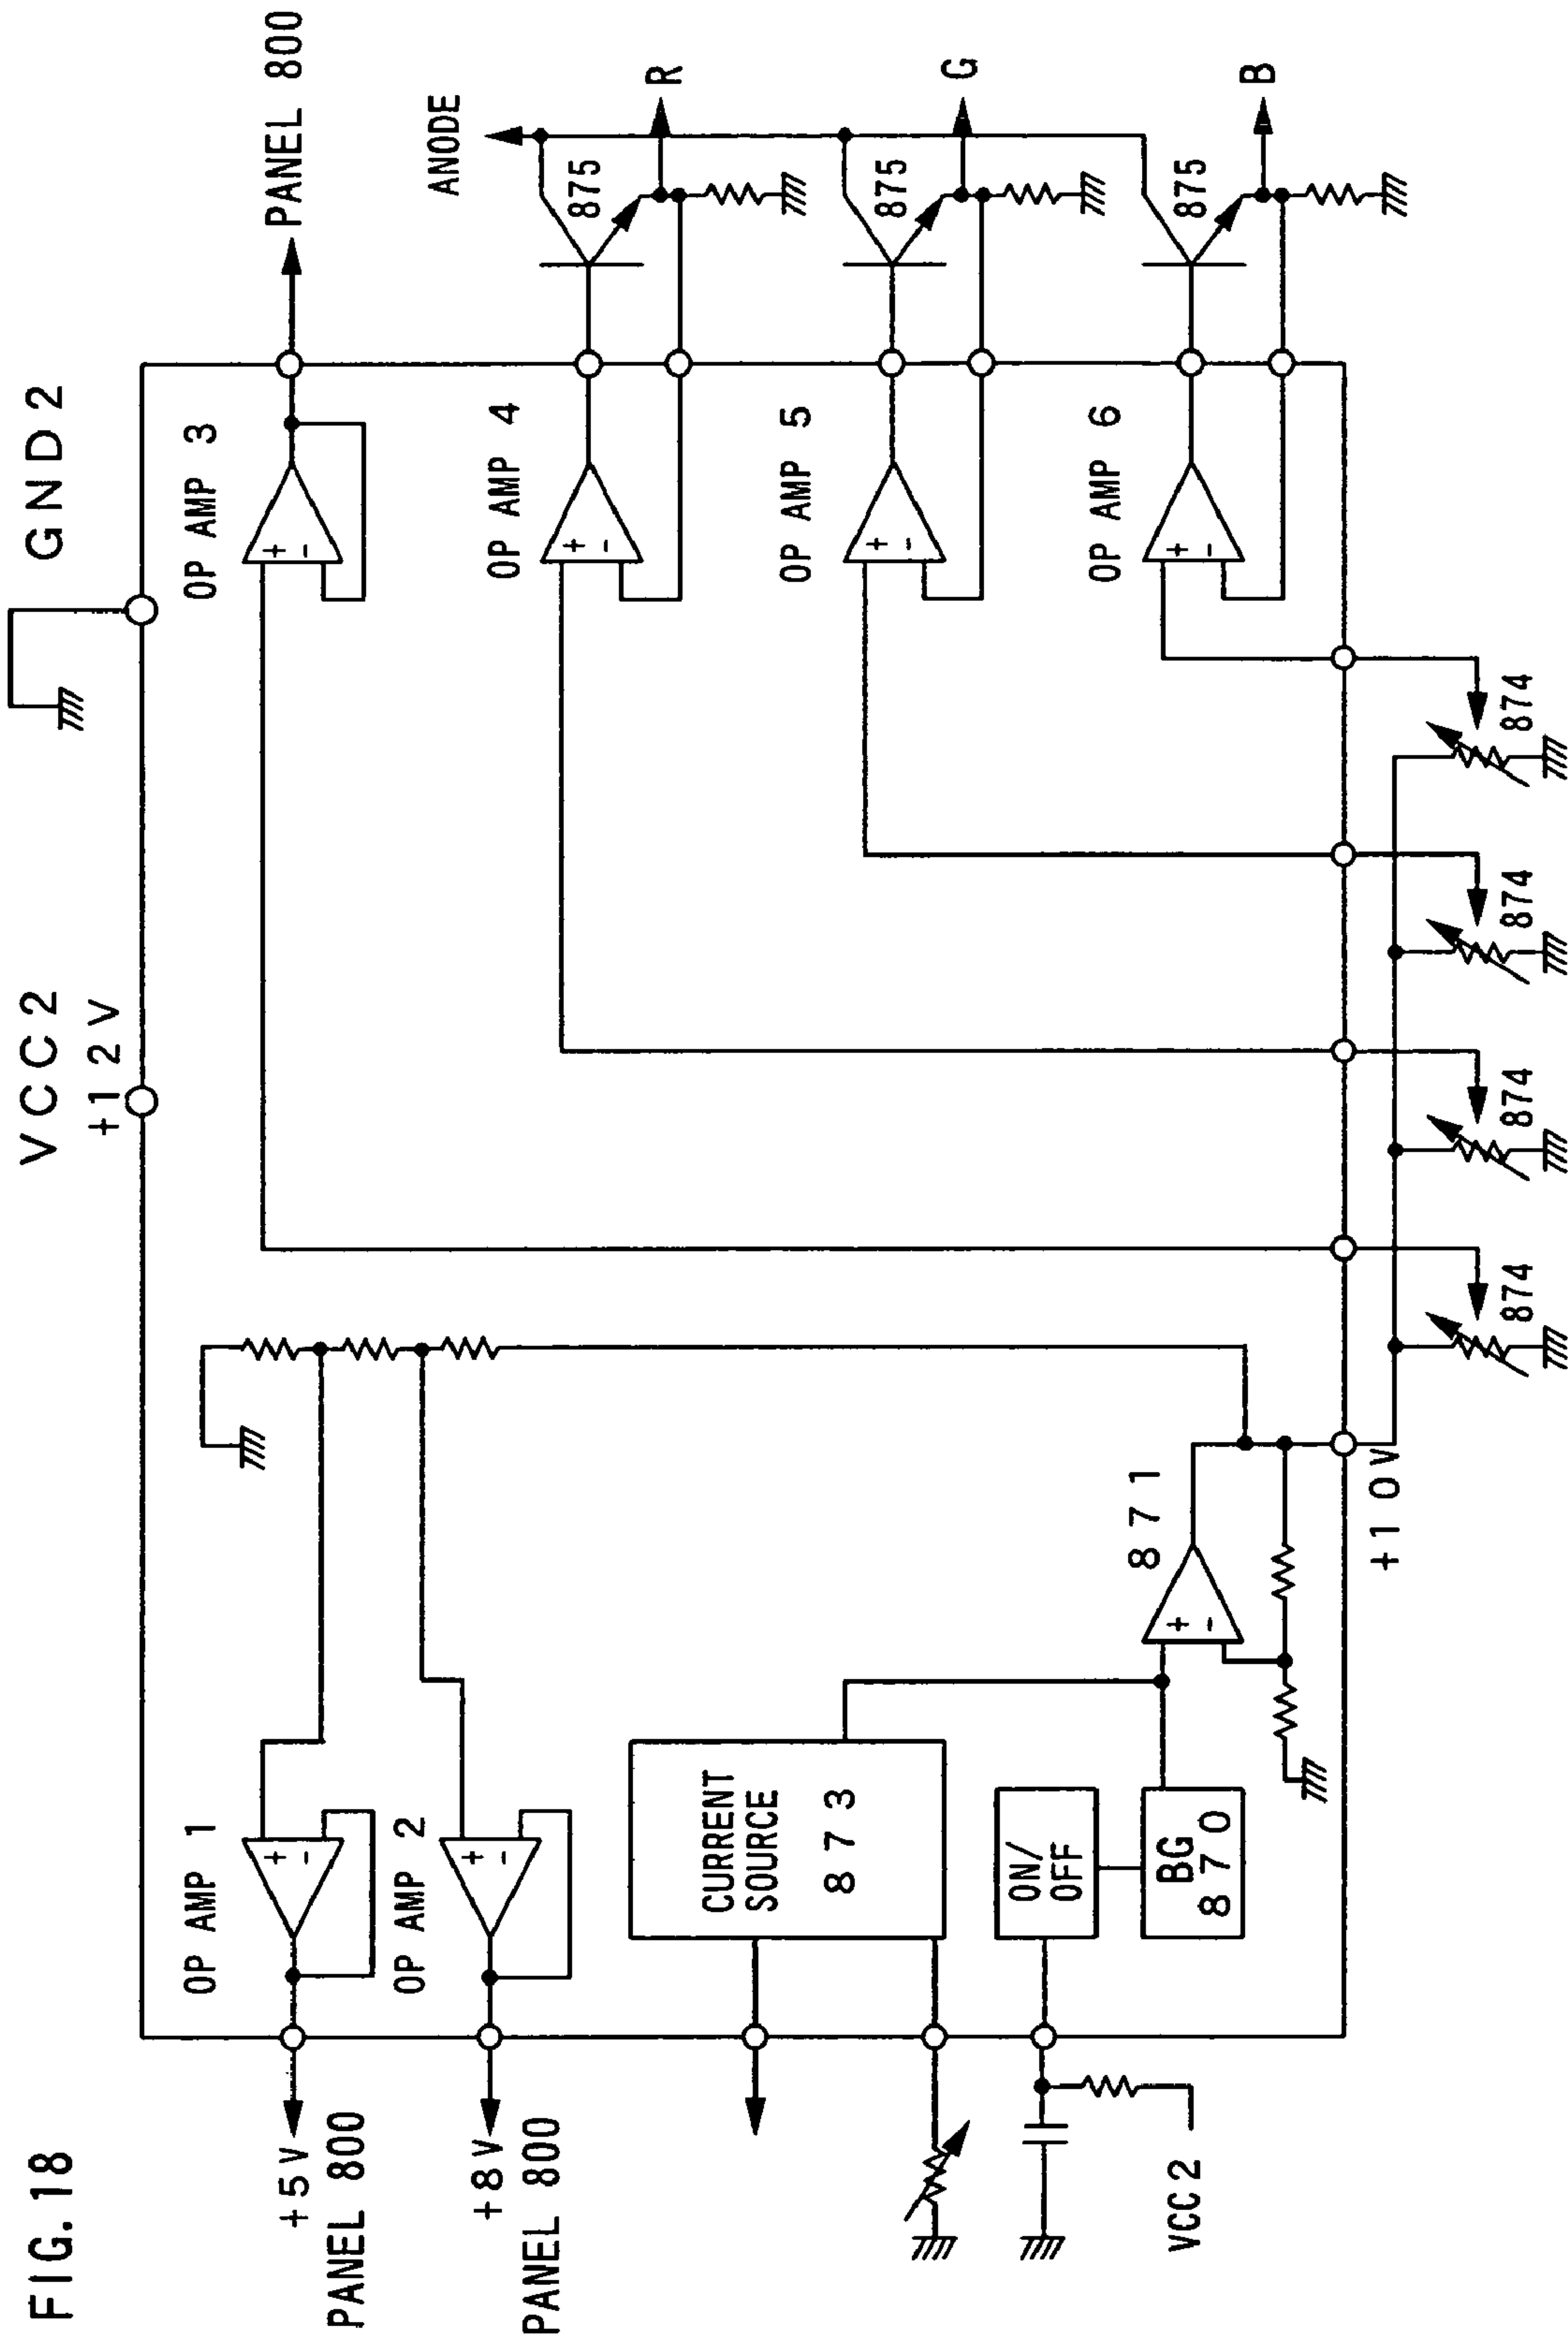 FIG.18
VCC2
+12V
GND2
OP AMP 1
+
-
+5V
PANEL 800
OP AMP 2
+
-
+8V
PANEL 800
CURRENT
SOURCE
873
ON/
OFF
BG
870
VCC2
871
+
-
+10V
OP AMP 3
+
-
PANEL 800
OP AMP 4
+
-
ANODE
875
R
OP AMP 5
+
-
875
G
OP AMP 6
+
-
875
B
874
874
874
874